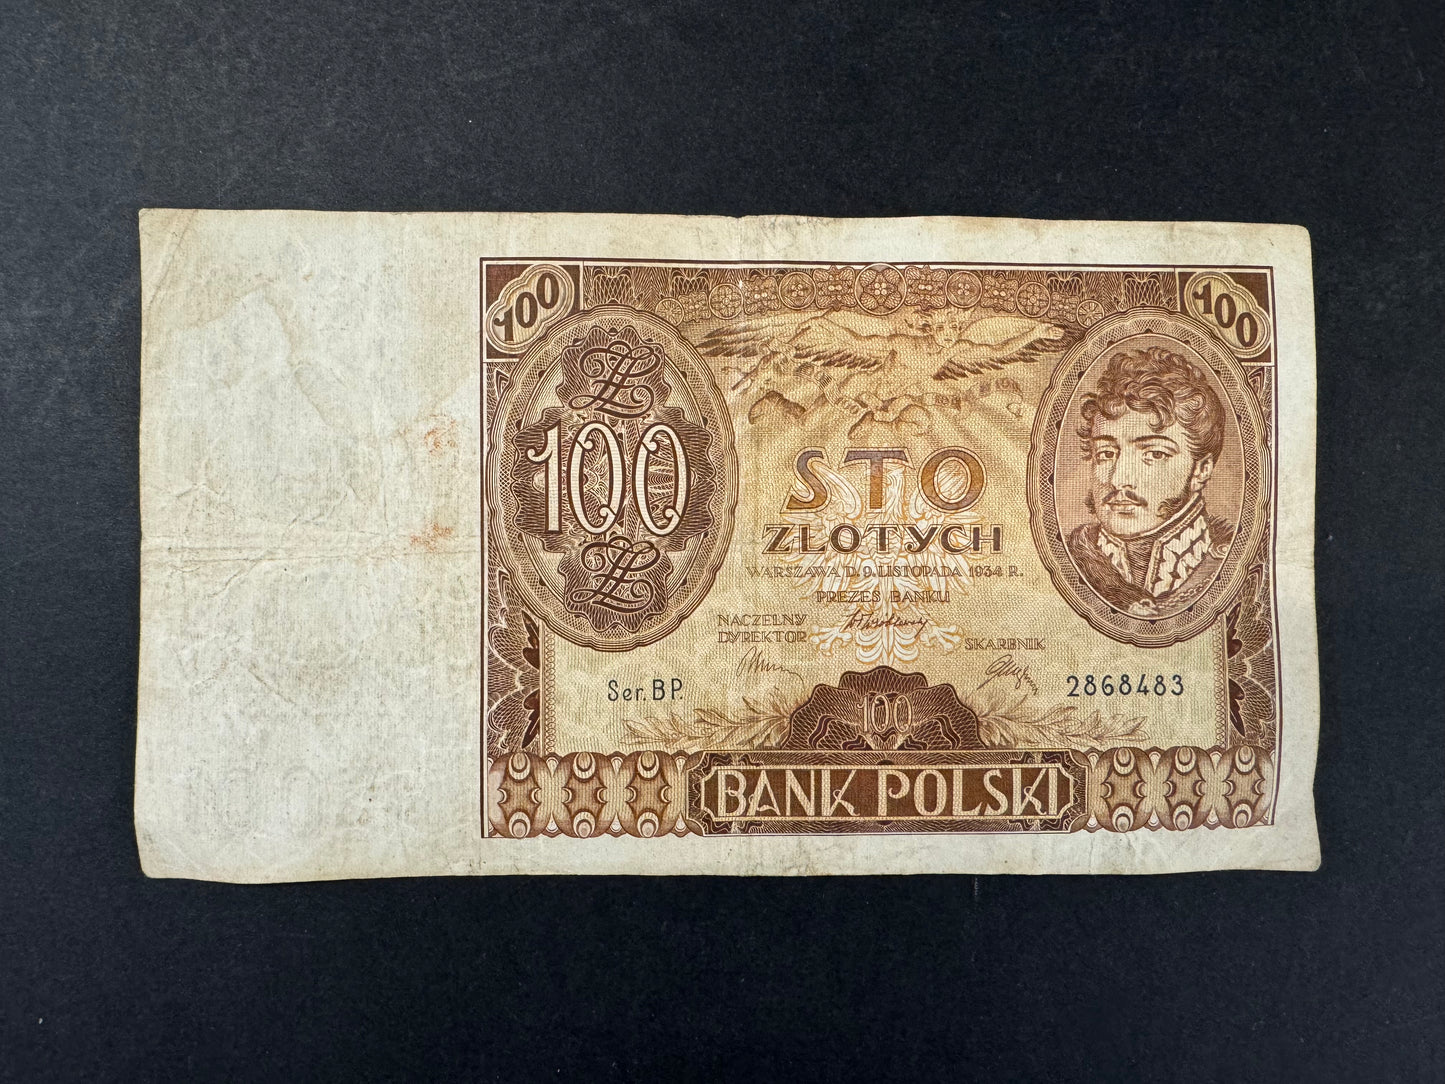 100
100
100
STO
ZŁOTYCH
WARSZAWA D. 9. LISTOPADA 1934 R.
PREZES BANKU
NACZELNY
DYREKTOR
SKARBNIK
Ser. BP.
2868483
100
BANK POLSKI